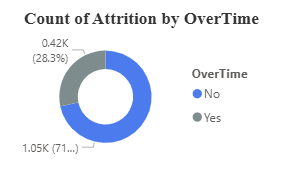 Count of Attrition by OverTime
0.42K
(28.3%)
OverTime
No
Yes
1.05K (71...)